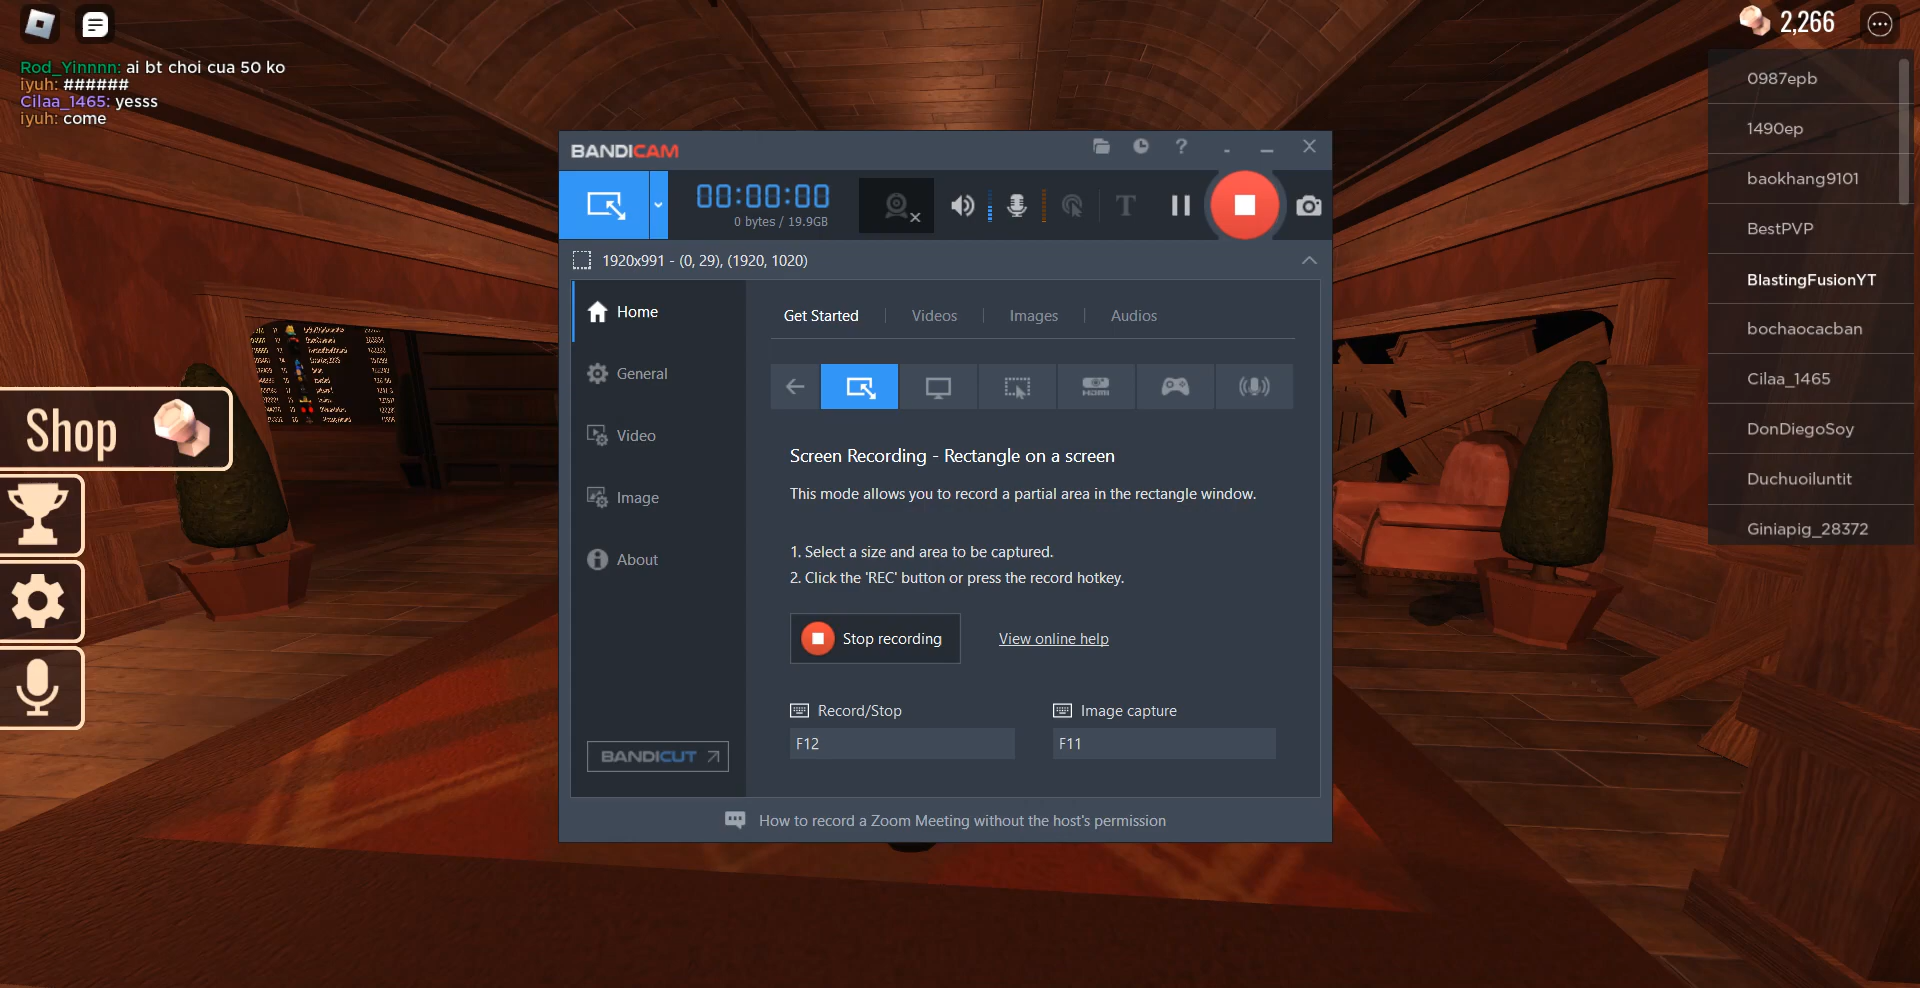 2,266
Rod_Yinnnn: ai bt choi cua 50 ko
iyuh: ######
Cilaa_1465: yesss
iyuh: come
0987epb
1490ep
baokhang9101
BestPVP
BlastingFusionYT
bochaocacban
Cilaa_1465
DonDiegoSoy
Duchuoiluntit
Giniapig_28372
Shop
BANDICAM
00:00:00
0 bytes / 19.9GB
T
1920x991 - (0, 29), (1920, 1020)
Home
General
Video
Image
About
BANDICUT
Get Started
Videos
Images
Audios
HDMI
Screen Recording - Rectangle on a screen
This mode allows you to record a partial area in the rectangle window.
1. Select a size and area to be captured.
2. Click the 'REC' button or press the record hotkey.
Stop recording
View online help
Record/Stop
Image capture
F12
F11
How to record a Zoom Meeting without the host's permission